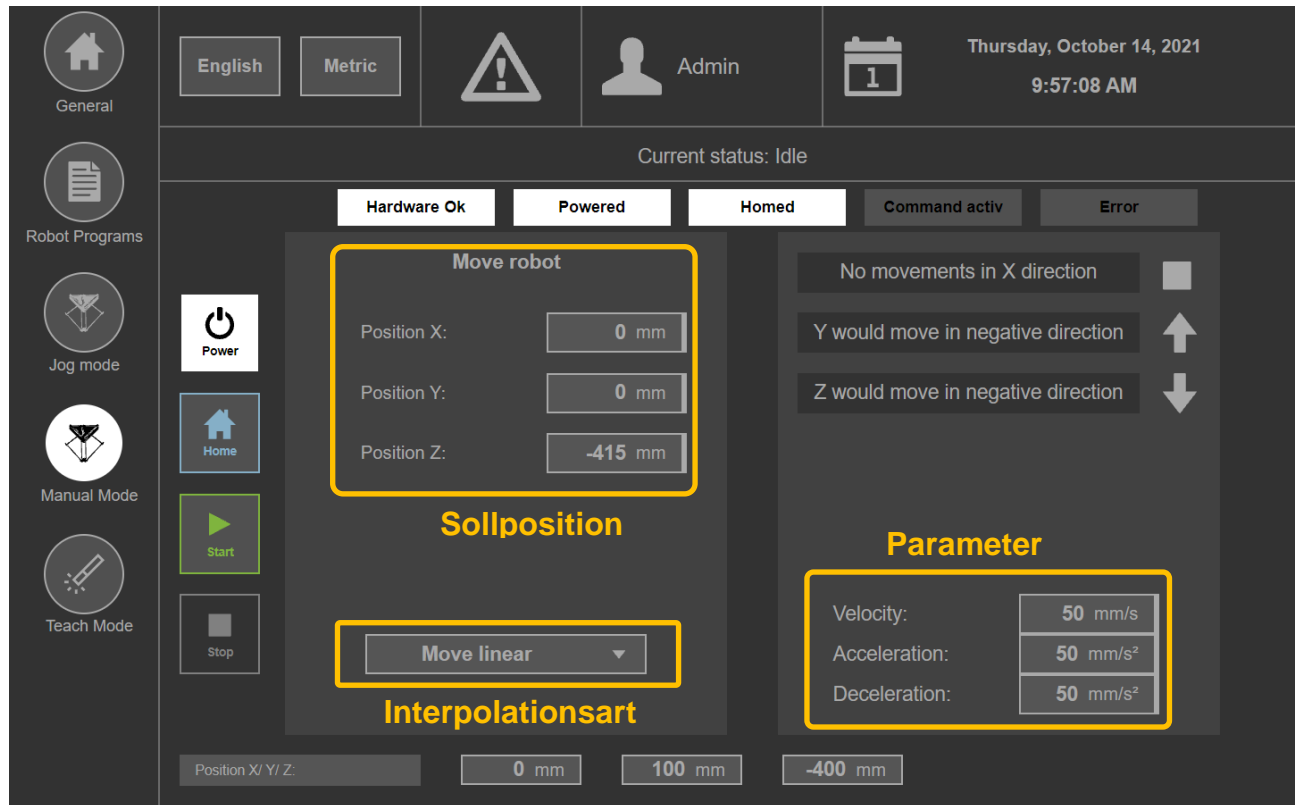 General
Robot Programs
Jog mode
Manual Mode
Teach Mode
English
Metric
Admin
1
Thursday, October 14, 2021
9:57:08 AM
Current status: Idle
Hardware Ok
Powered
Homed
Command activ
Error
Power
Home
Start
Stop
Move robot
Position X: 0 mm
Position Y: 0 mm
Position Z: -415 mm
Sollposition
Move linear
Interpolationsart
No movements in X direction
Y would move in negative direction
Z would move in negative direction
Parameter
Velocity: 50 mm/s
Acceleration: 50 mm/s²
Deceleration: 50 mm/s²
Position X/ Y/ Z: 0 mm 100 mm -400 mm